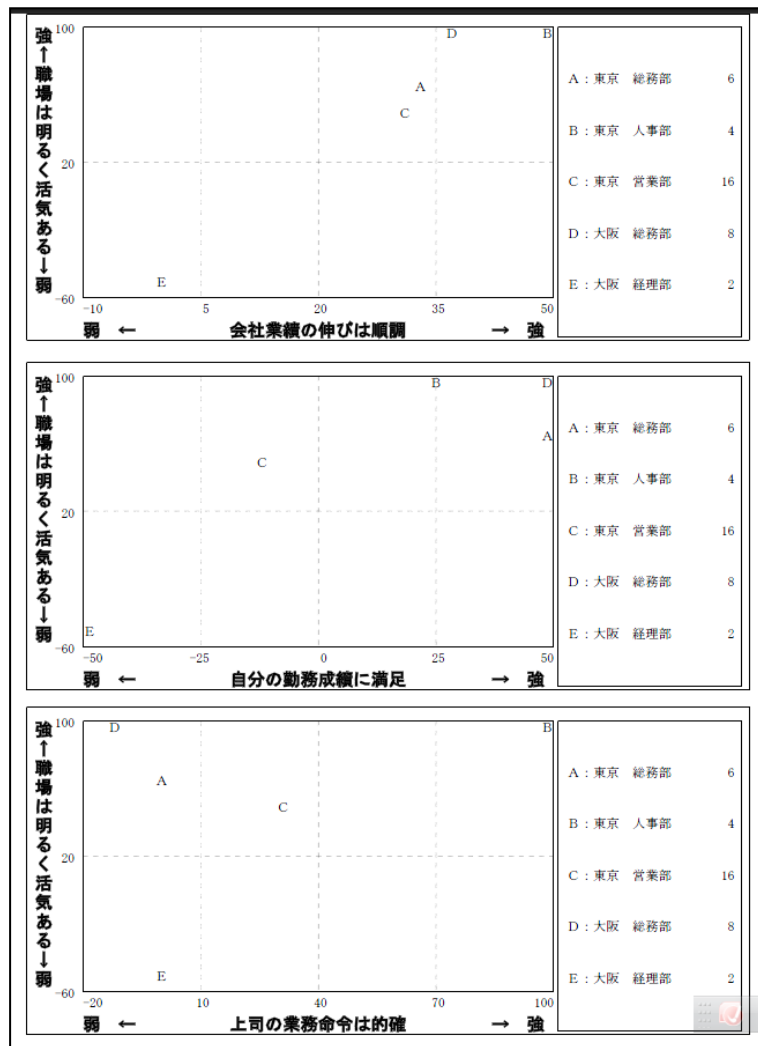 強↑職場は明るく活気ある↓弱
100
20
-60
D
B
A
C
E
-10 5 20 35 50
弱 ← 会社業績の伸びは順調 → 強
A：東京 総務部 6
B：東京 人事部 4
C：東京 営業部 16
D：大阪 総務部 8
E：大阪 経理部 2
強↑職場は明るく活気ある↓弱
100
20
-60
B
D
A
C
E
-50 -25 0 25 50
弱 ← 自分の勤務成績に満足 → 強
A：東京 総務部 6
B：東京 人事部 4
C：東京 営業部 16
D：大阪 総務部 8
E：大阪 経理部 2
強↑職場は明るく活気ある↓弱
100
20
-60
D
B
A
C
E
-20 10 40 70 100
弱 ← 上司の業務命令は的確 → 強
A：東京 総務部 6
B：東京 人事部 4
C：東京 営業部 16
D：大阪 総務部 8
E：大阪 経理部 2